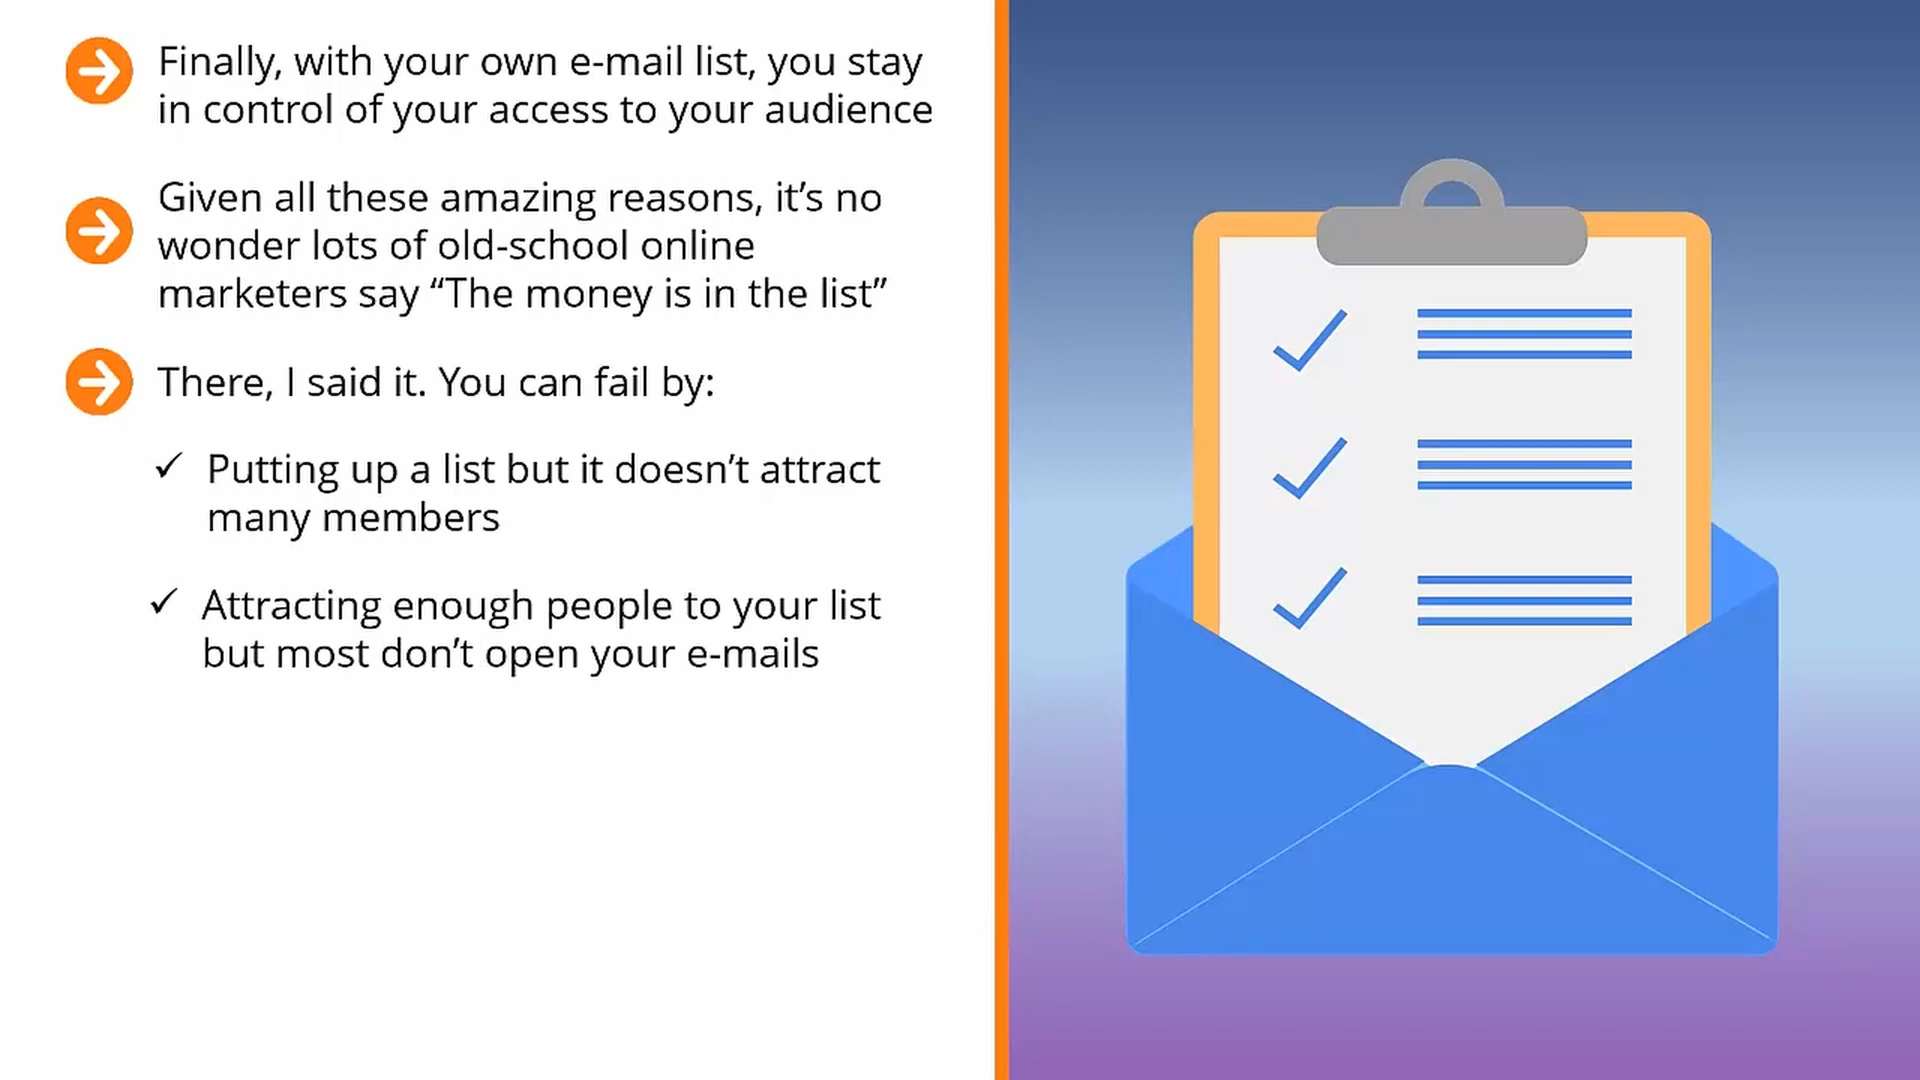 Finally, with your own e-mail list, you stay
in control of your access to your audience
Given all these amazing reasons, it’s no
wonder lots of old-school online
marketers say “The money is in the list”
There, I said it. You can fail by:
Putting up a list but it doesn’t attract
many members
Attracting enough people to your list
but most don’t open your e-mails